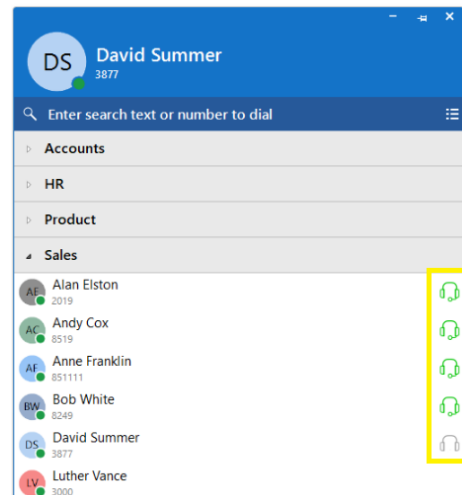 DS
David Summer
3877
Enter search text or number to dial
Accounts
HR
Product
Sales
AE
Alan Elston
2019
AC
Andy Cox
8519
AF
Anne Franklin
851111
BW
Bob White
8249
DS
David Summer
3877
LV
Luther Vance
3000